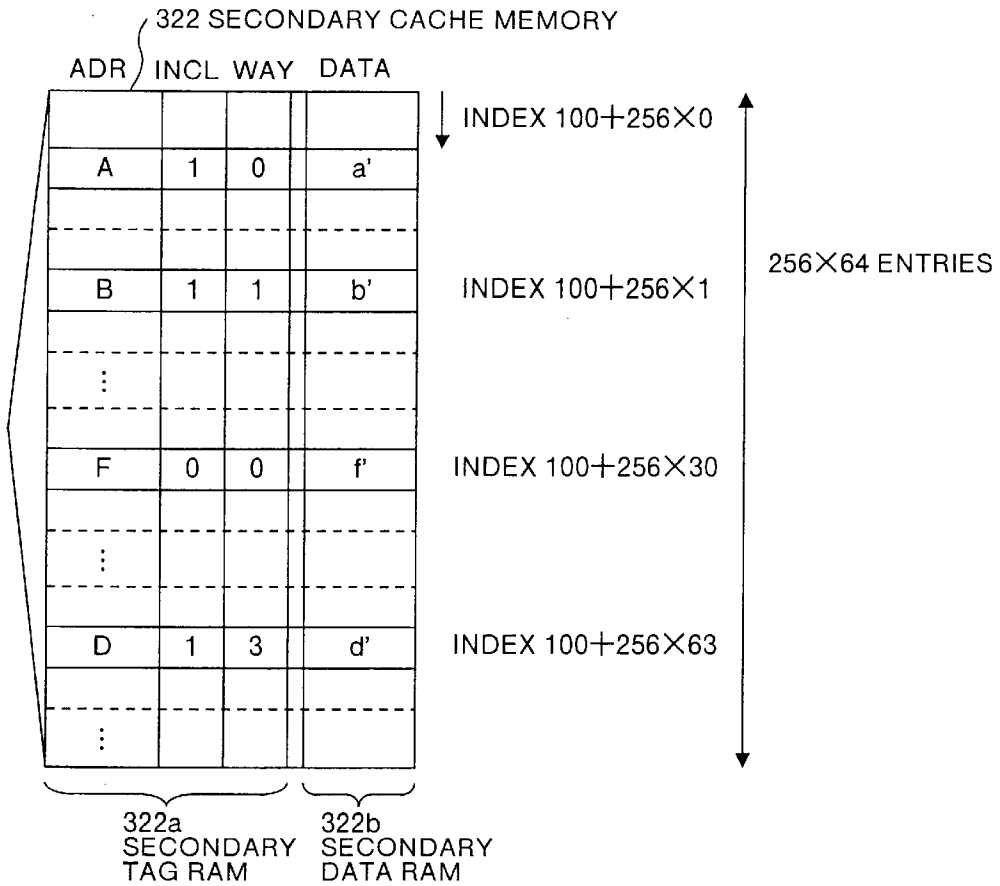 322 SECONDARY CACHE MEMORY
ADR INCL WAY DATA
INDEX 100+256×0
A 1 0 a'
256×64 ENTRIES
B 1 1 b'
INDEX 100+256×1
⋮
F 0 0 f'
INDEX 100+256×30
⋮
D 1 3 d'
INDEX 100+256×63
⋮
322a
SECONDARY
TAG RAM
322b
SECONDARY
DATA RAM